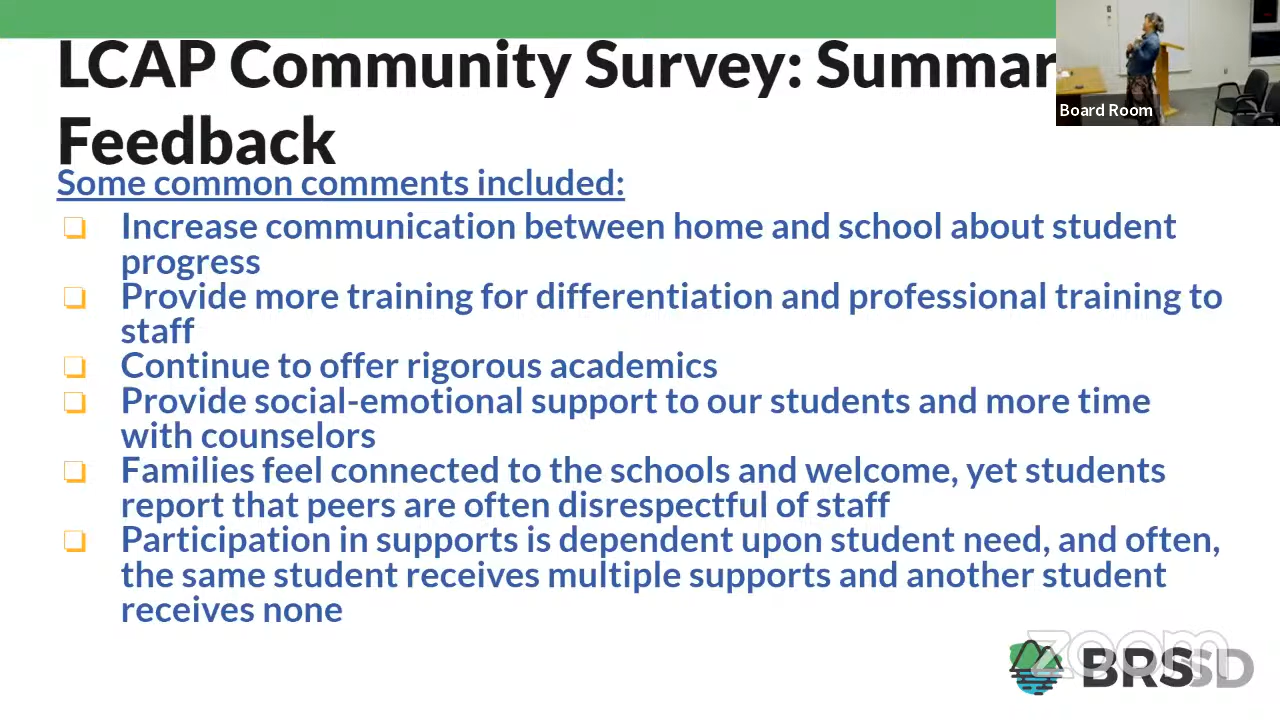 LCAP Community Survey: Summar
Feedback
Board Room
Some common comments included:
Increase communication between home and school about student
progress
Provide more training for differentiation and professional training to
staff
Continue to offer rigorous academics
Provide social-emotional support to our students and more time
with counselors
Families feel connected to the schools and welcome, yet students
report that peers are often disrespectful of staff
Participation in supports is dependent upon student need, and often,
the same student receives multiple supports and another student
receives none
zoom
BRSSD